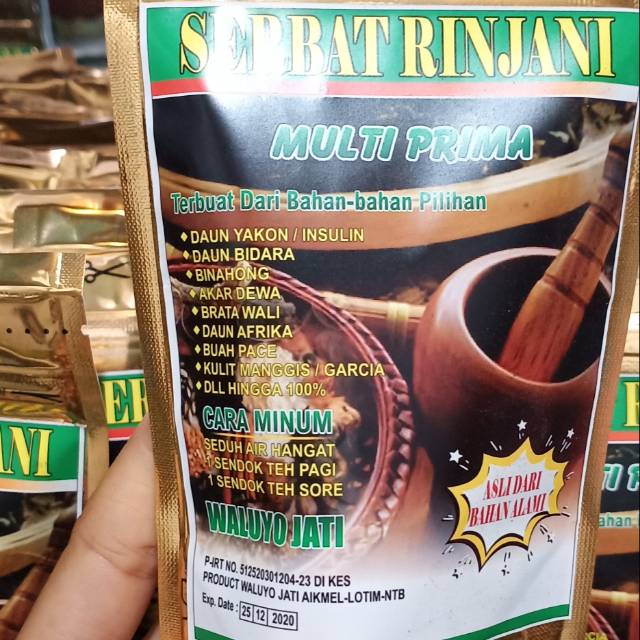 SERBAT RINJANI
MULTI PRIMA
Terbuat Dari Bahan-bahan Pilihan
♦ DAUN YAKON / INSULIN
♦ DAUN BIDARA
♦ BINAHONG
♦ AKAR DEWA
♦ BRATA WALI
♦ DAUN AFRIKA
♦ BUAH PACE
♦ KULIT MANGGIS / GARCIA
♦ DLL HINGGA 100%
CARA MINUM
SEDUH AIR HANGAT
1 SENDOK TEH PAGI
1 SENDOK TEH SORE
WALUYO JATI
ASLI DARI
BAHAN ALAMI
P-IRT NO. 512520301204-23 DI KES
PRODUCT WALUYO JATI AIKMEL-LOTIM-NTB
Exp. Date : 25 12 2020